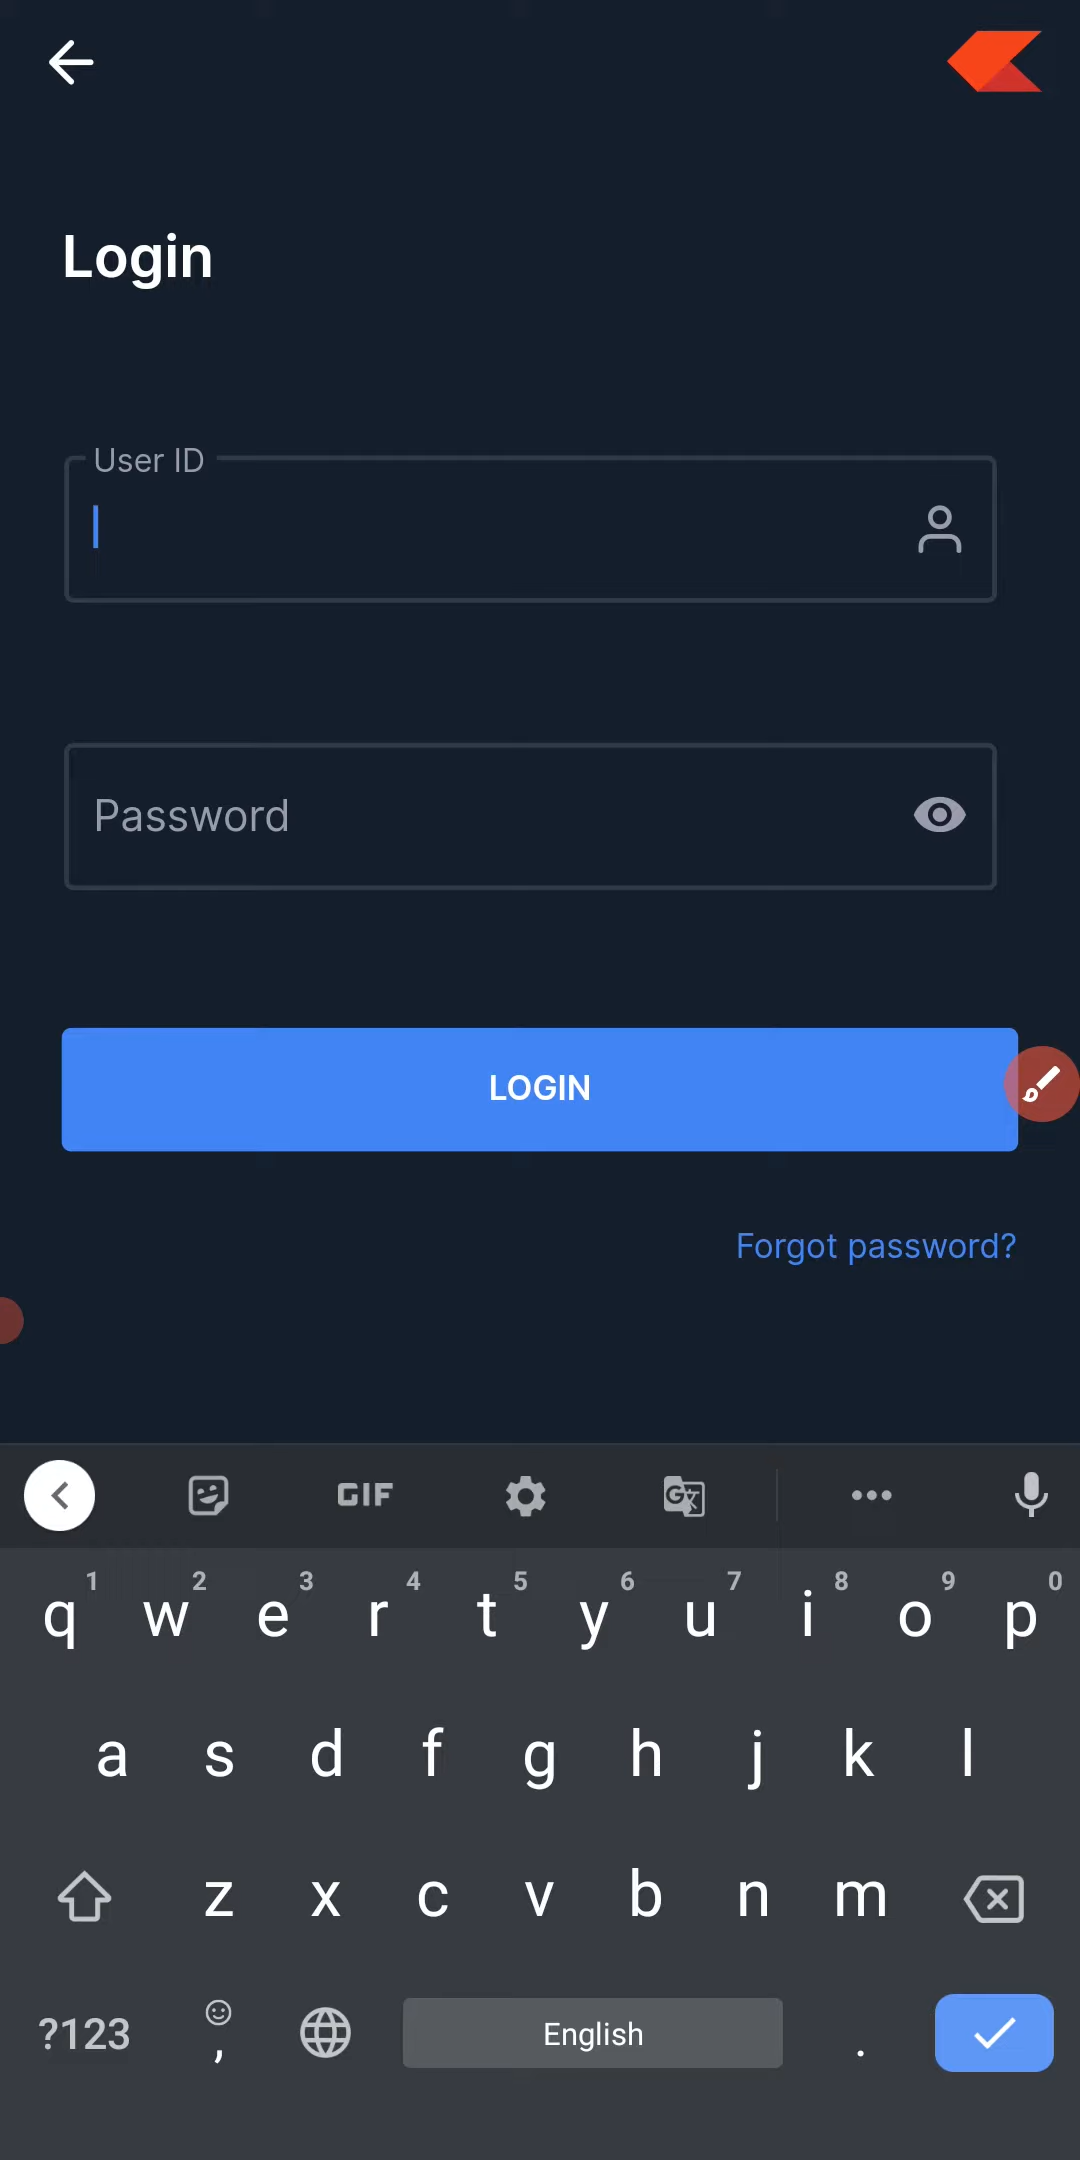 Login
User ID
Password
LOGIN
Forgot password?
GIF
1 2 3 4 5 6 7 8 9 0
q w e r t y u i o p
a s d f g h j k l
z x c v b n m
?123 , English .